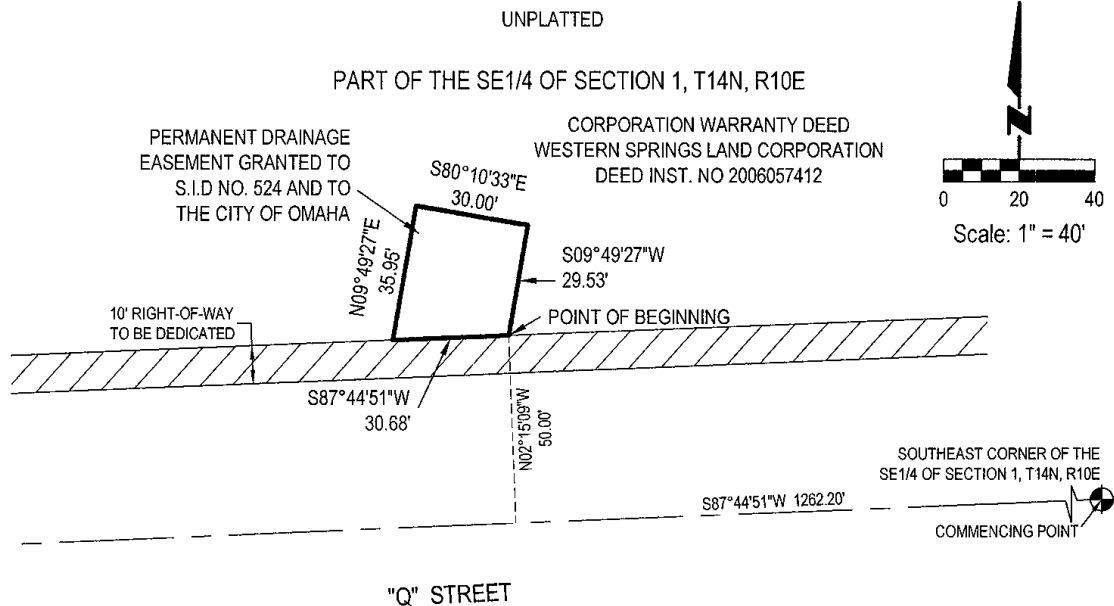 UNPLATTED
PART OF THE SE1/4 OF SECTION 1, T14N, R10E
PERMANENT DRAINAGE
EASEMENT GRANTED TO
S.I.D NO. 524 AND TO
THE CITY OF OMAHA
CORPORATION WARRANTY DEED
WESTERN SPRINGS LAND CORPORATION
DEED INST. NO 2006057412
N
0 20 40
Scale: 1" = 40'
S80°10'33"E
30.00'
N09°49'27"E
35.95'
S09°49'27"W
29.53'
POINT OF BEGINNING
10' RIGHT-OF-WAY
TO BE DEDICATED
S87°44'51"W
30.68'
N02°15'09"W
50.00'
SOUTHEAST CORNER OF THE
SE1/4 OF SECTION 1, T14N, R10E
S87°44'51"W 1262.20'
COMMENCING POINT
"Q" STREET